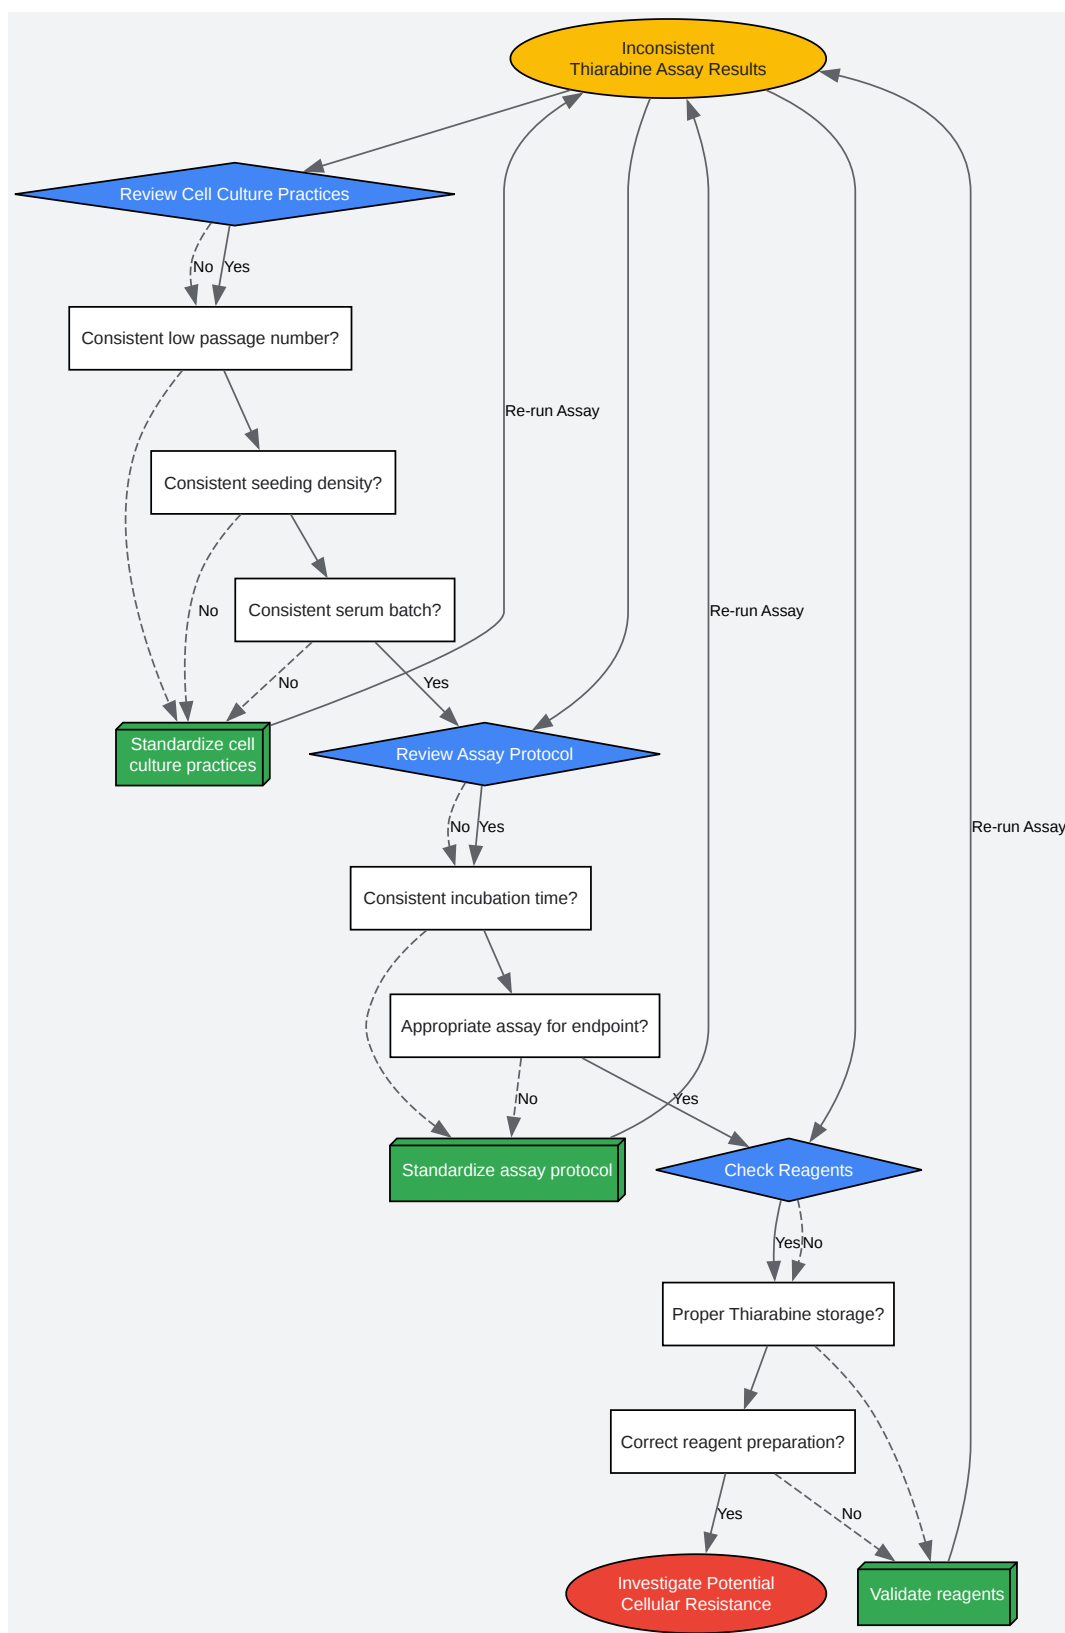 Inconsistent
Thiarabine Assay Results
Review Cell Culture Practices
No
Yes
Consistent low passage number?
Re-run Assay
Consistent seeding density?
No
Consistent serum batch?
Re-run Assay
No
Yes
Standardize cell
culture practices
Review Assay Protocol
No
Yes
Re-run Assay
Consistent incubation time?
Appropriate assay for endpoint?
No
Yes
Standardize assay protocol
Check Reagents
Yes
No
Proper Thiarabine storage?
Correct reagent preparation?
Yes
No
Investigate Potential
Cellular Resistance
Validate reagents